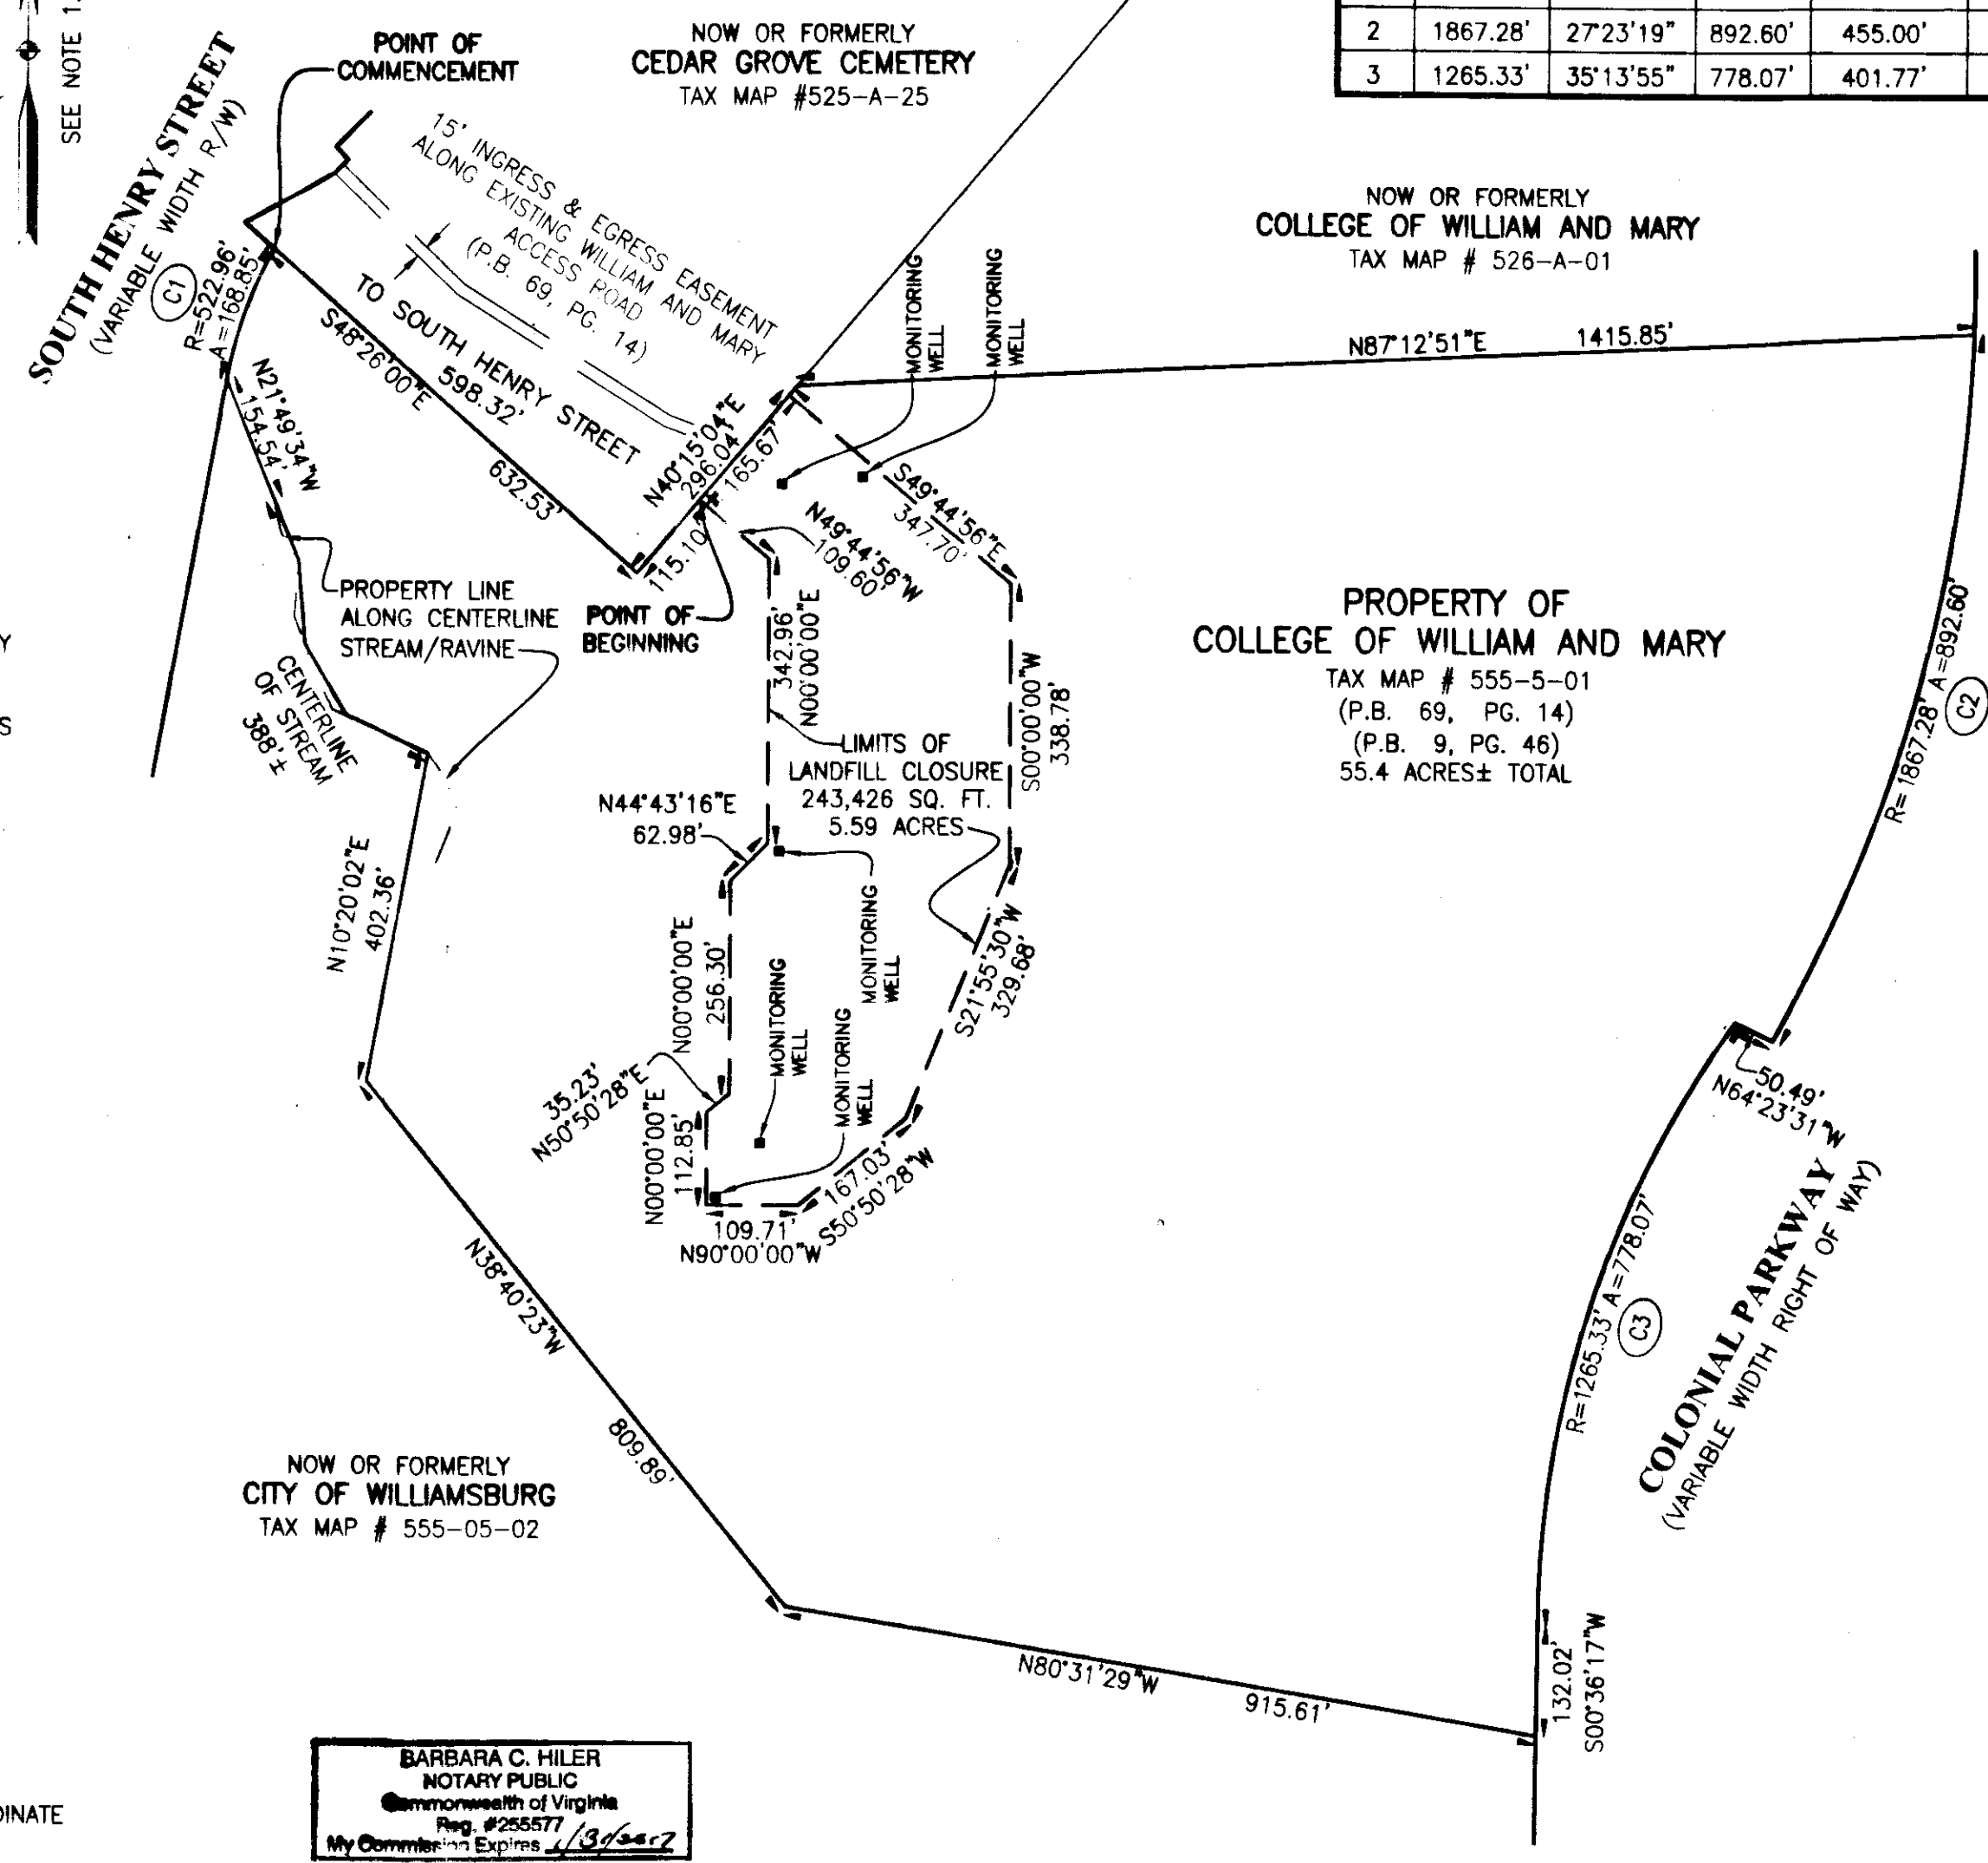 SEE NOTE 1.
POINT OF
COMMENCEMENT
NOW OR FORMERLY
CEDAR GROVE CEMETERY
TAX MAP #525-A-25
2 1867.28' 27°23'19" 892.60' 455.00'
3 1265.33' 35°13'55" 778.07' 401.77'
SOUTH HENRY STREET
(VARIABLE WIDTH R/W)
C1
R=522.96'
A=168.85'
15' INGRESS & EGRESS EASEMENT
ALONG EXISTING WILLIAM AND MARY
ACCESS ROAD
(P.B. 69, PG. 14)
TO SOUTH HENRY STREET
598.32'
S48°26'00"E
632.53'
NOW OR FORMERLY
COLLEGE OF WILLIAM AND MARY
TAX MAP # 526-A-01
MONITORING
WELL
MONITORING
WELL
N87°12'51"E 1415.85'
N21°49'34"W
154.54'
N40°15'04"E
296.04'
165.67'
115.10'
S49°44'56"E
347.70'
N49°44'56"W
109.60'
PROPERTY LINE
ALONG CENTERLINE
STREAM/RAVINE
POINT OF
BEGINNING
CENTERLINE
OF STREAM
388'±
342.96'
N00°00'00"E
S00°00'00"W
338.78'
PROPERTY OF
COLLEGE OF WILLIAM AND MARY
TAX MAP # 555-5-01
(P.B. 69, PG. 14)
(P.B. 9, PG. 46)
55.4 ACRES± TOTAL
R=1867.28' A=892.60'
C2
Y
S
LIMITS OF
LANDFILL CLOSURE
243,426 SQ. FT.
5.59 ACRES
N44°43'16"E
62.98'
N10°20'02"E
402.36'
N00°00'00"E
256.30'
MONITORING
WELL
MONITORING
WELL
MONITORING
WELL
S21°55'30"W
329.68'
35.23'
N50°50'28"E
N00°00'00"E
112.85'
167.03'
S50°50'28"W
109.71'
N90°00'00"W
50.49'
N64°23'31"W
COLONIAL PARKWAY
(VARIABLE WIDTH RIGHT OF WAY)
R=1265.33' A=778.07'
C3
N38°40'23"W
809.89'
NOW OR FORMERLY
CITY OF WILLIAMSBURG
TAX MAP # 555-05-02
N80°31'29"W 915.61'
132.02'
S00°36'17"W
BARBARA C. HILER
NOTARY PUBLIC
Commonwealth of Virginia
Reg. #255577
My Commission Expires
DINATE